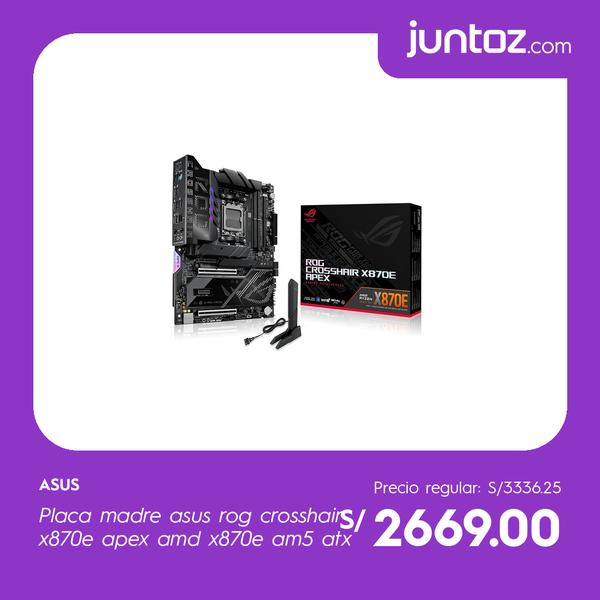 juntoz.com
ROG
CROSSHAIR X870E
APEX
X870E
ASUS
Precio regular: S/3336.25
Placa madre asus rog crosshair
x870e apex amd x870e am5 atx
S/ 2669.00